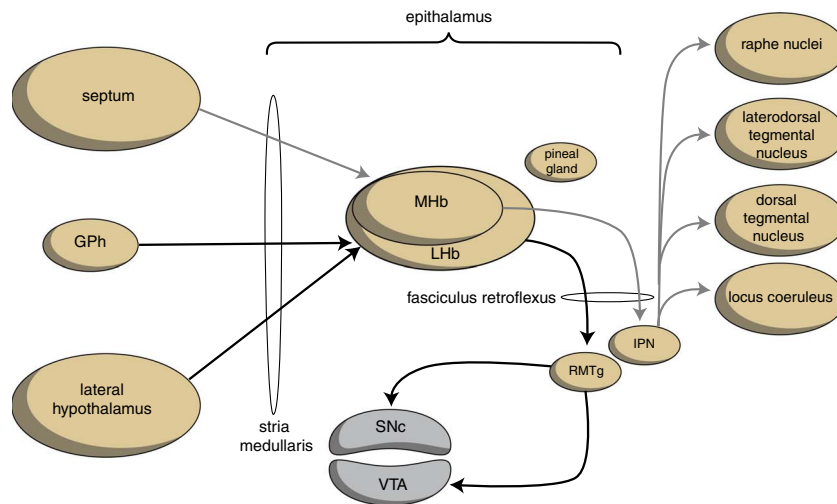 epithalamus
septum
GPh
lateral
hypothalamus
stria
medullaris
MHb
LHb
pineal
gland
fasciculus retroflexus
RMTg
IPN
SNc
VTA
raphe nuclei
laterodorsal
tegmental
nucleus
dorsal
tegmental
nucleus
locus coeruleus